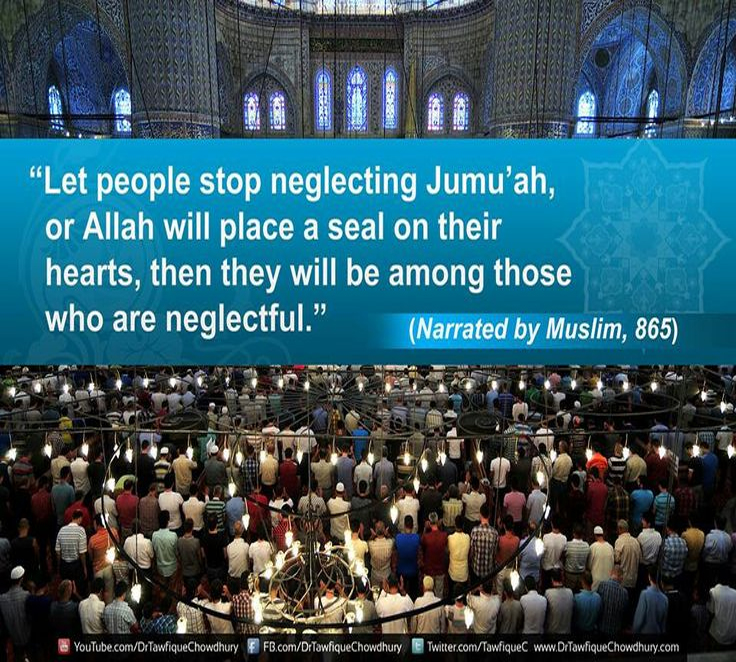 “Let people stop neglecting Jumu’ah,
or Allah will place a seal on their
hearts, then they will be among those
who are neglectful.”
(Narrated by Muslim, 865)
YouTube.com/DrTawfiqueChowdhury FB.com/DrTawfiqueChowdhury Twitter.com/TawfiqueC www.DrTawfiqueChowdhury.com